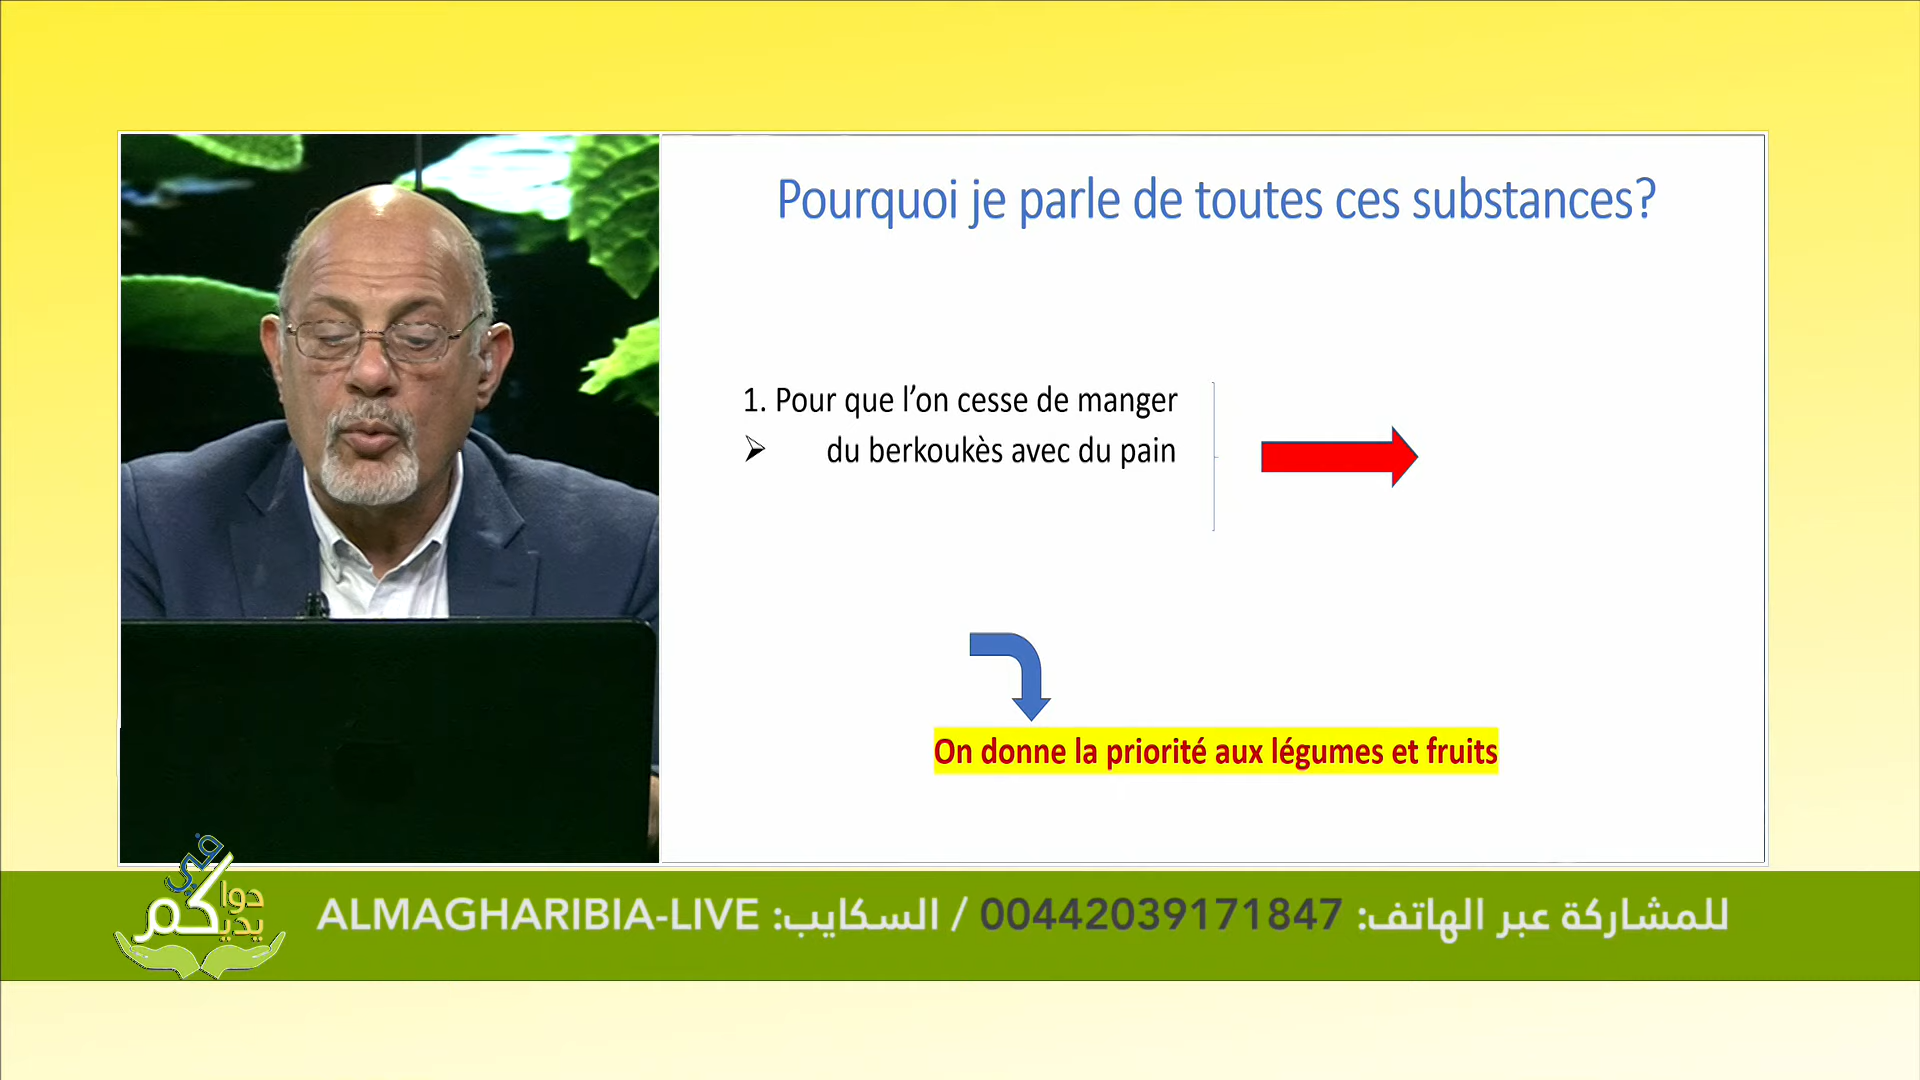 Pourquoi je parle de toutes ces substances?
1. Pour que l’on cesse de manger
➢ du berkoukès avec du pain
On donne la priorité aux légumes et fruits
للمشاركة عبر الهاتف: 00442039171847 / السكايب: ALMAGHARIBIA-LIVE
دواكم في يديكم